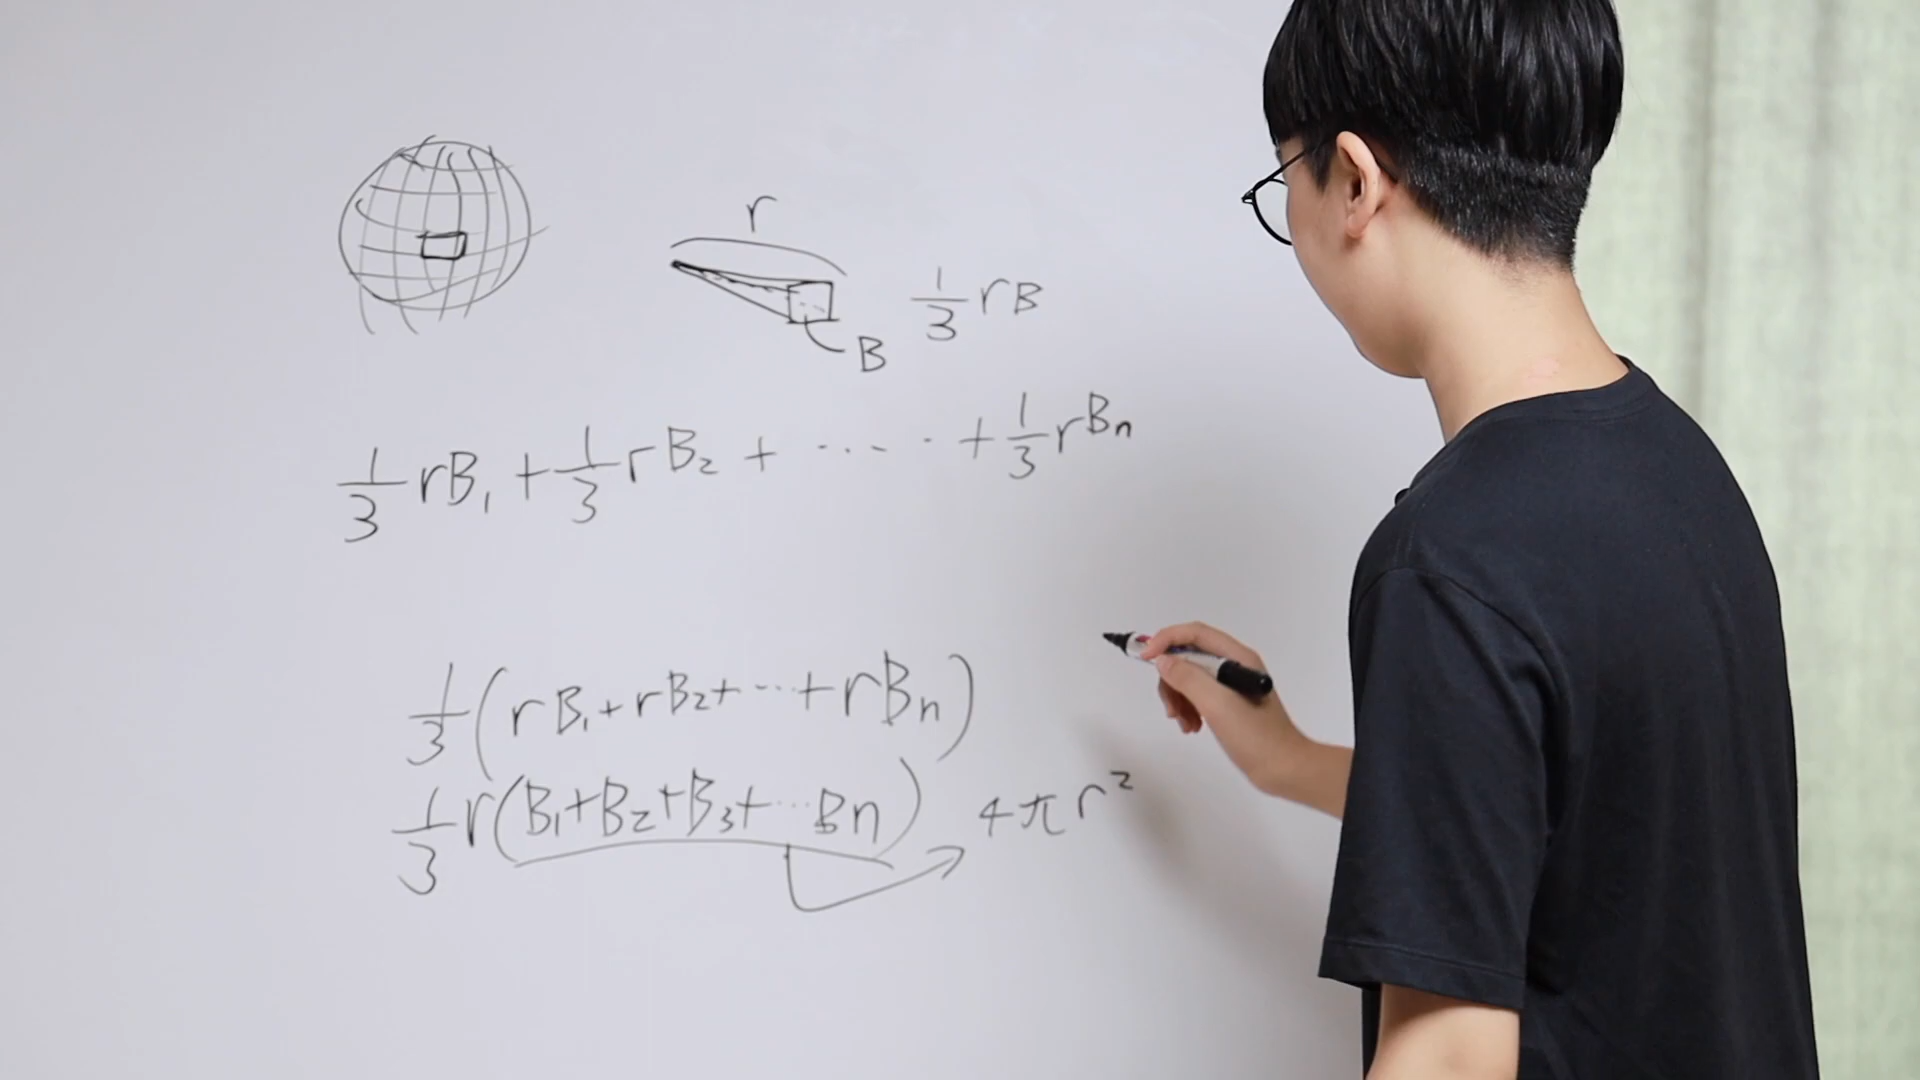 r
B
1/3 rB
1/3 rB₁ + 1/3 rB₂ + ..... + 1/3 rBₙ
1/3 (rB₁+rB₂+ ... +rBₙ)
1/3 r(B₁+B₂+B₃+ ... Bn) 4πr²